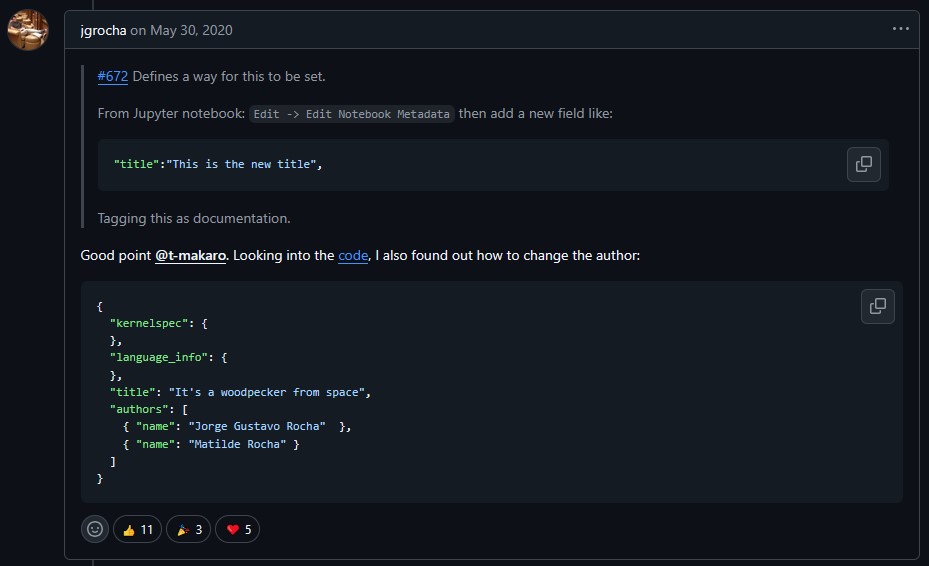 jgrocha on May 30, 2020
#672 Defines a way for this to be set.
From Jupyter notebook: Edit -> Edit Notebook Metadata then add a new field like:
"title":"This is the new title",
Tagging this as documentation.
Good point @t-makaro. Looking into the code, I also found out how to change the author:
{
  "kernelspec": {
  },
  "language_info": {
  },
  "title": "It's a woodpecker from space",
  "authors": [
    { "name": "Jorge Gustavo Rocha"  },
    { "name": "Matilde Rocha" }
  ]
}
👍 11 🎉 3 ❤️ 5